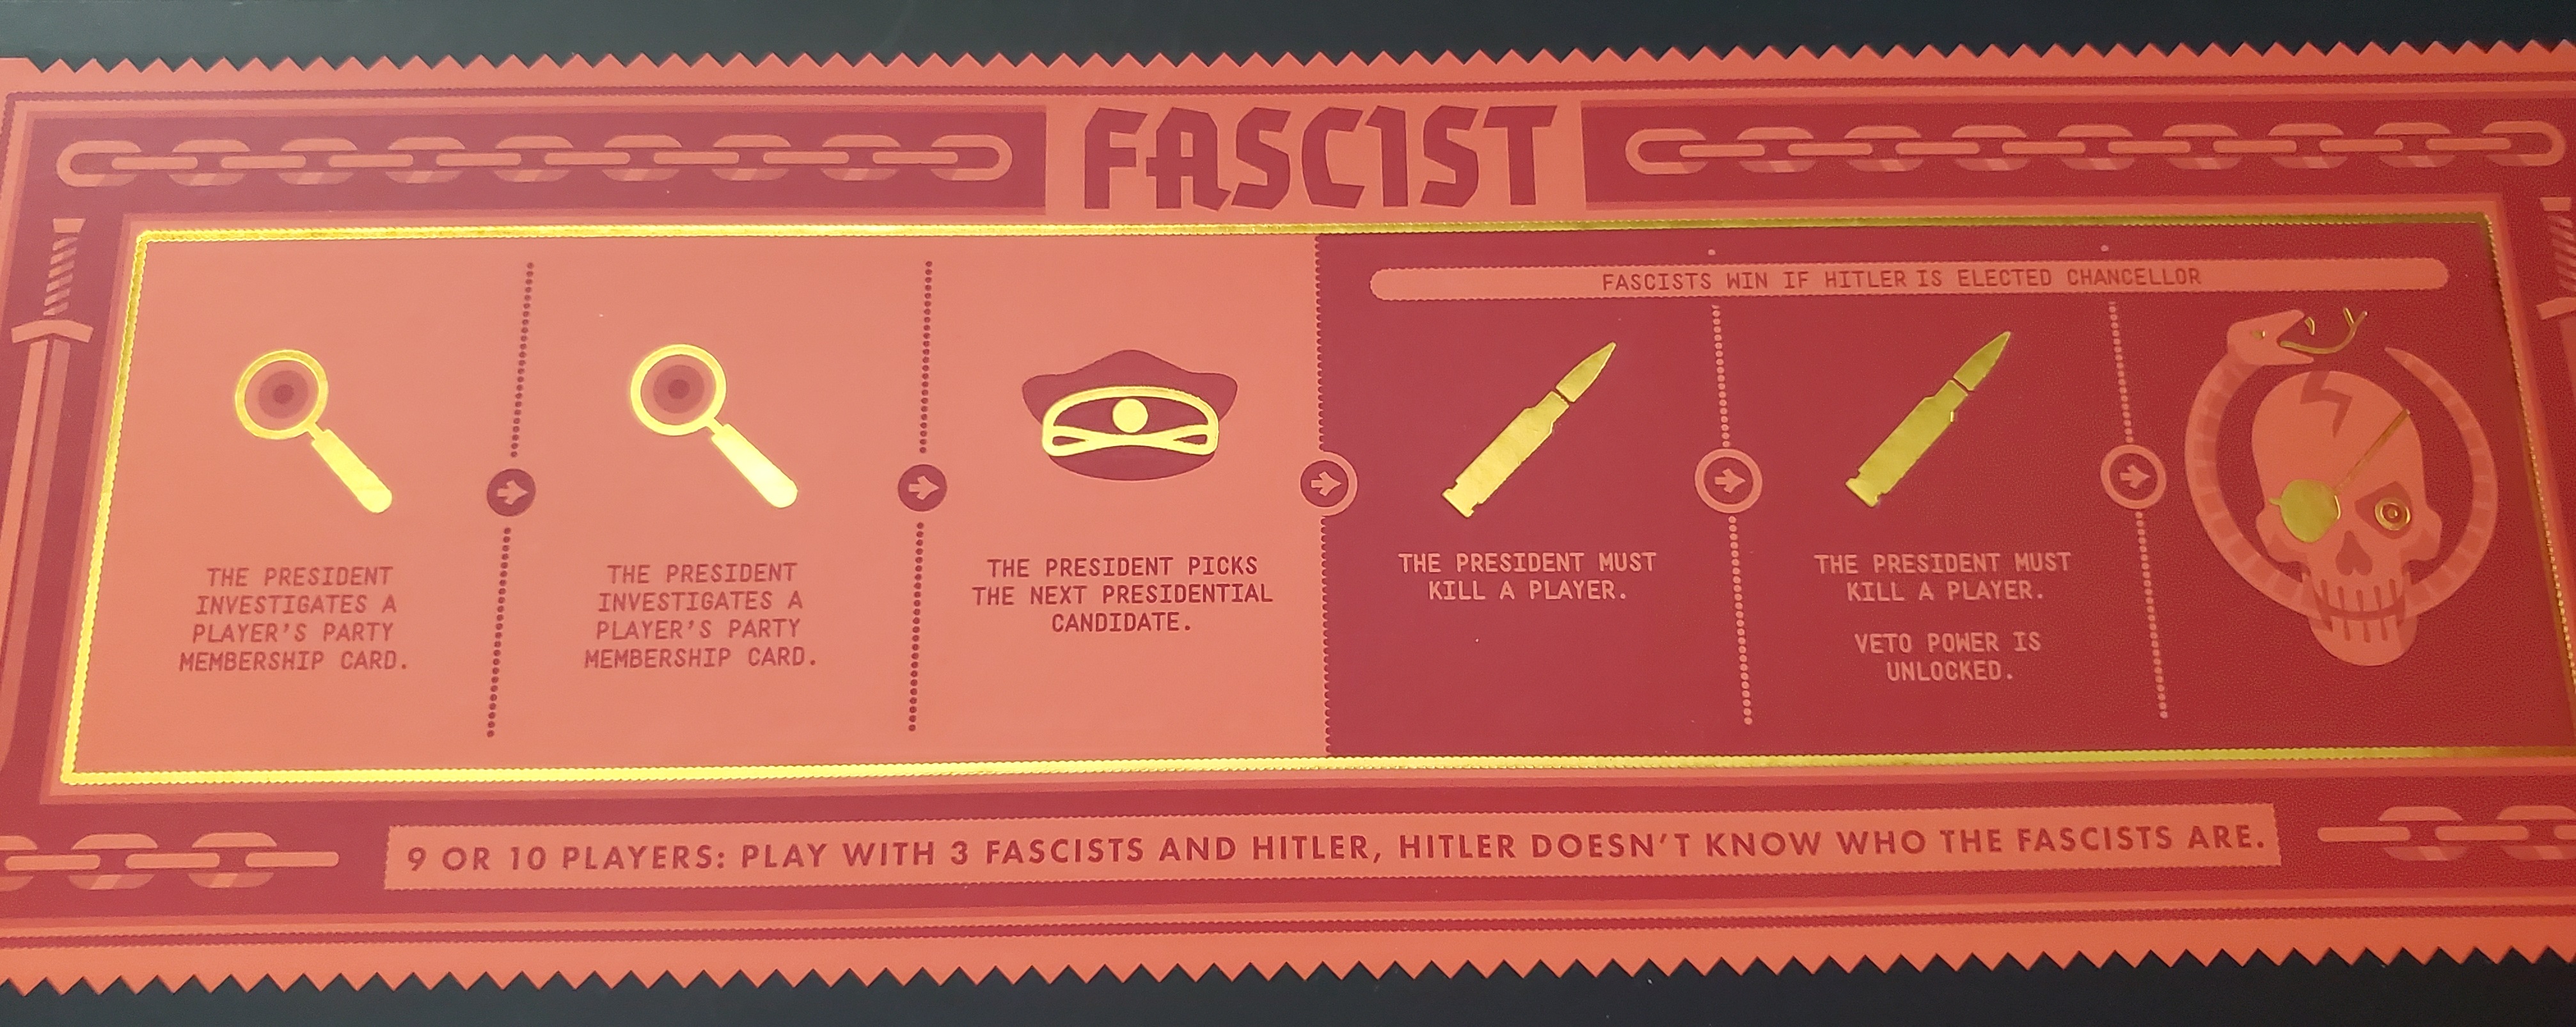 FASCIST
FASCISTS WIN IF HITLER IS ELECTED CHANCELLOR
THE PRESIDENT
INVESTIGATES A
PLAYER'S PARTY
MEMBERSHIP CARD.
THE PRESIDENT
INVESTIGATES A
PLAYER'S PARTY
MEMBERSHIP CARD.
THE PRESIDENT PICKS
THE NEXT PRESIDENTIAL
CANDIDATE.
THE PRESIDENT MUST
KILL A PLAYER.
THE PRESIDENT MUST
KILL A PLAYER.
VETO POWER IS
UNLOCKED.
9 OR 10 PLAYERS: PLAY WITH 3 FASCISTS AND HITLER, HITLER DOESN'T KNOW WHO THE FASCISTS ARE.